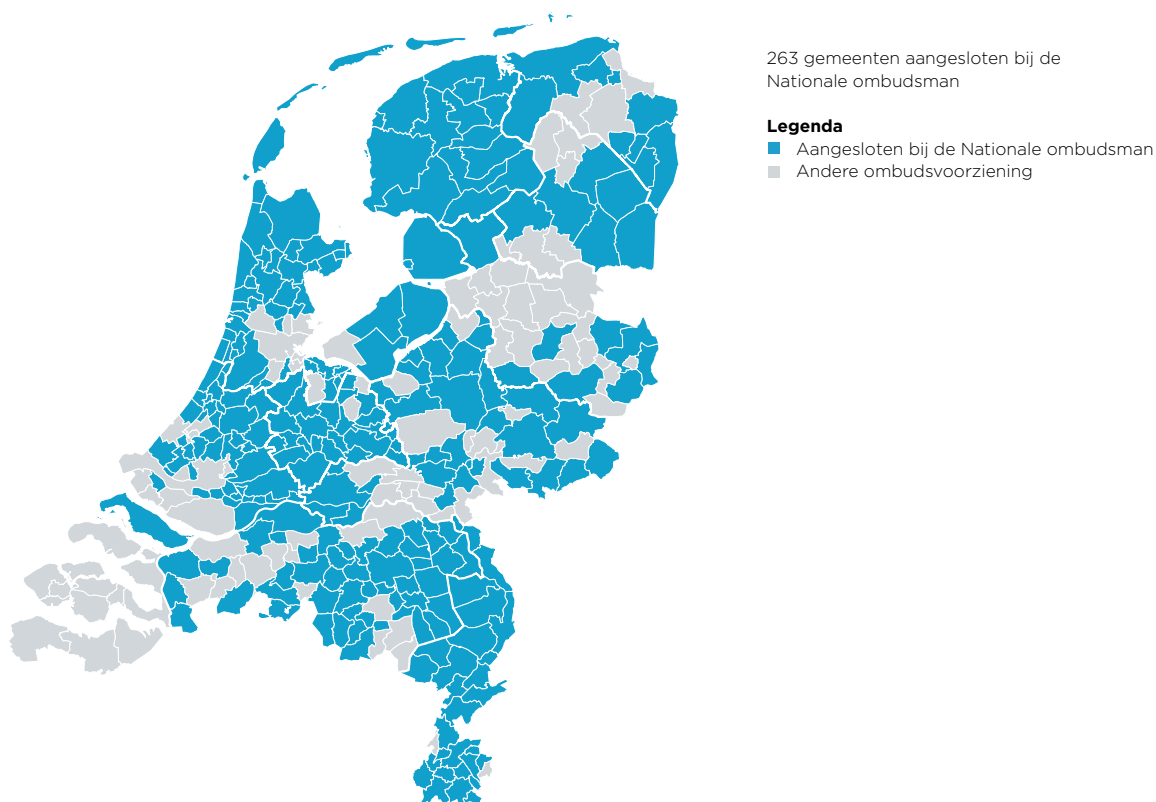 263 gemeenten aangesloten bij de
Nationale ombudsman
Legenda
Aangesloten bij de Nationale ombudsman
Andere ombudsvoorziening